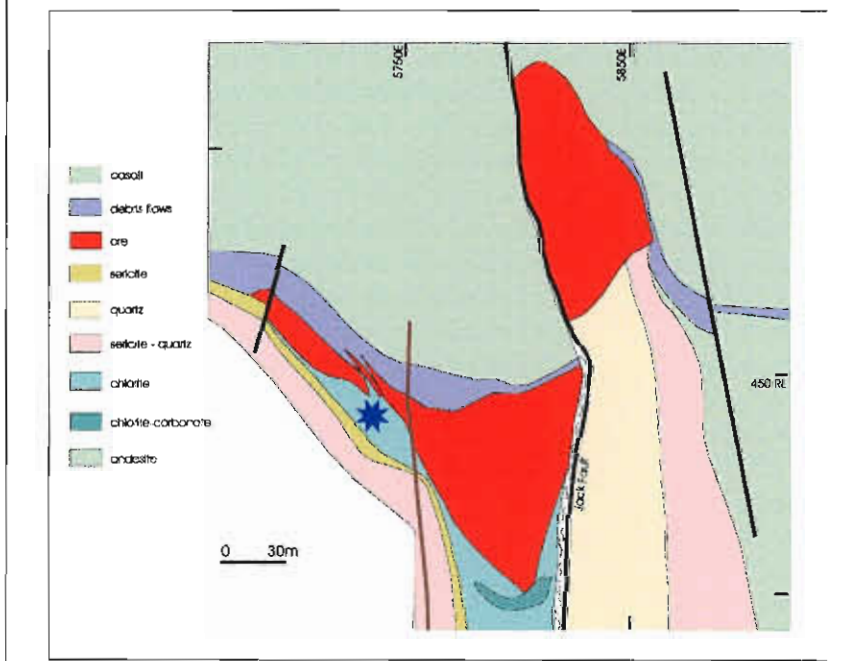 5750E
5850E
basalt
debris flows
ore
sericite
quartz
sericite - quartz
chlorite
chlorite-carbonate
andesite
450 RL
Jack Fault
0 30m